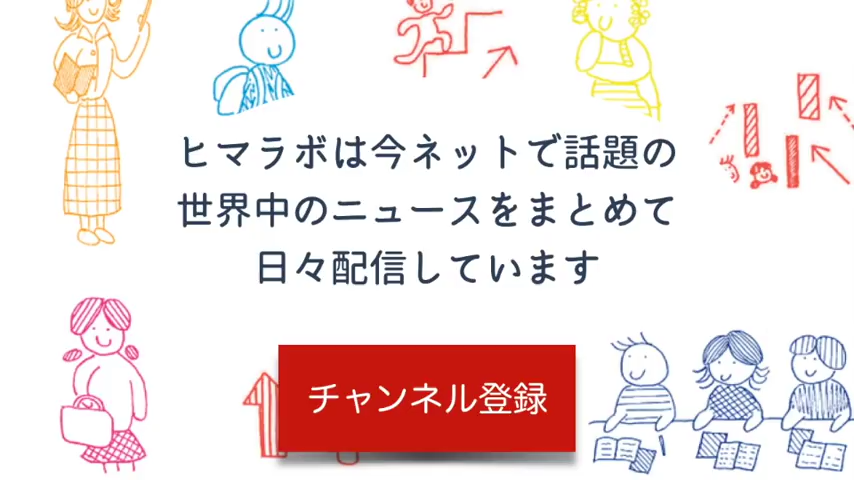 ヒマラボは今ネットで話題の
世界中のニュースをまとめて
日々配信しています
チャンネル登録